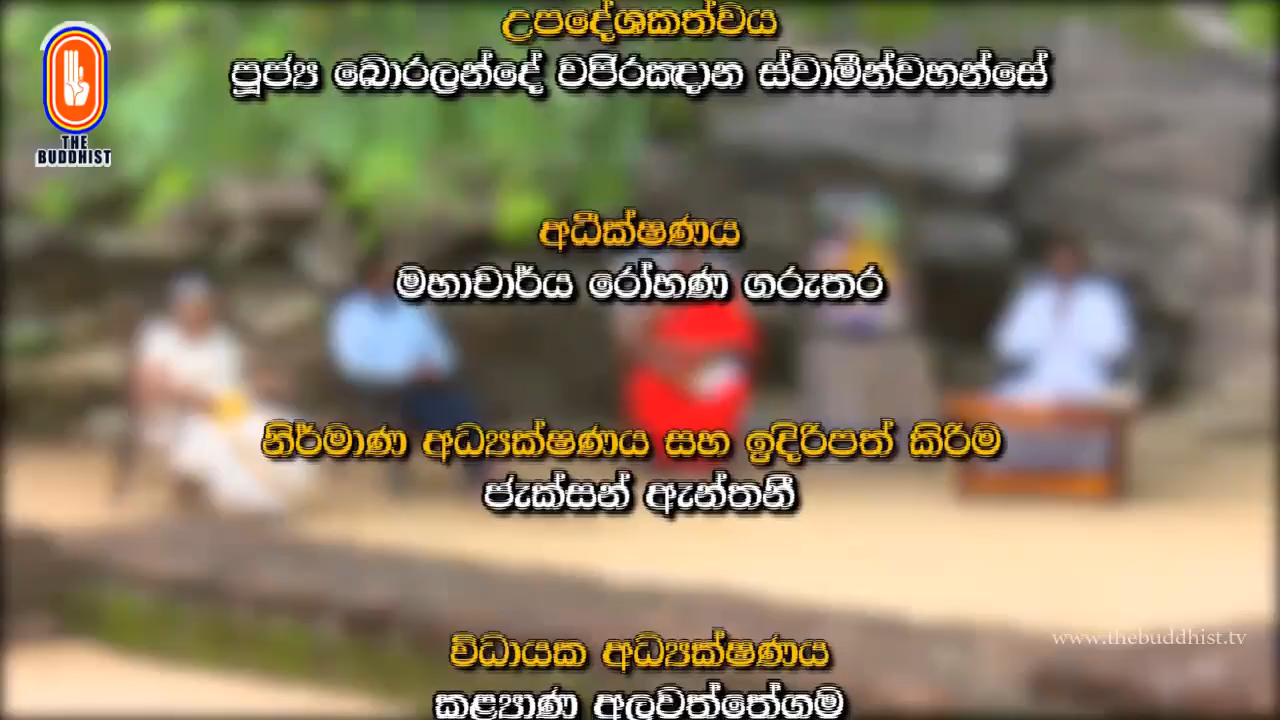 උපදේශකත්වය
පූජ්‍ය බොරලන්දේ වජිරඤාන ස්වාමීන්වහන්සේ
THE
BUDDHIST
අධීක්ෂණය
මහාචාර්ය රෝහණ ගරුතර
නිර්මාණ අධ්‍යක්ෂණය සහ ඉදිරිපත් කිරිම
ජැක්සන් ඇන්තනී
www.thebuddhist.tv
විධායක අධ්‍යක්ෂණය
කළ්‍යාණ අලවත්තේගම